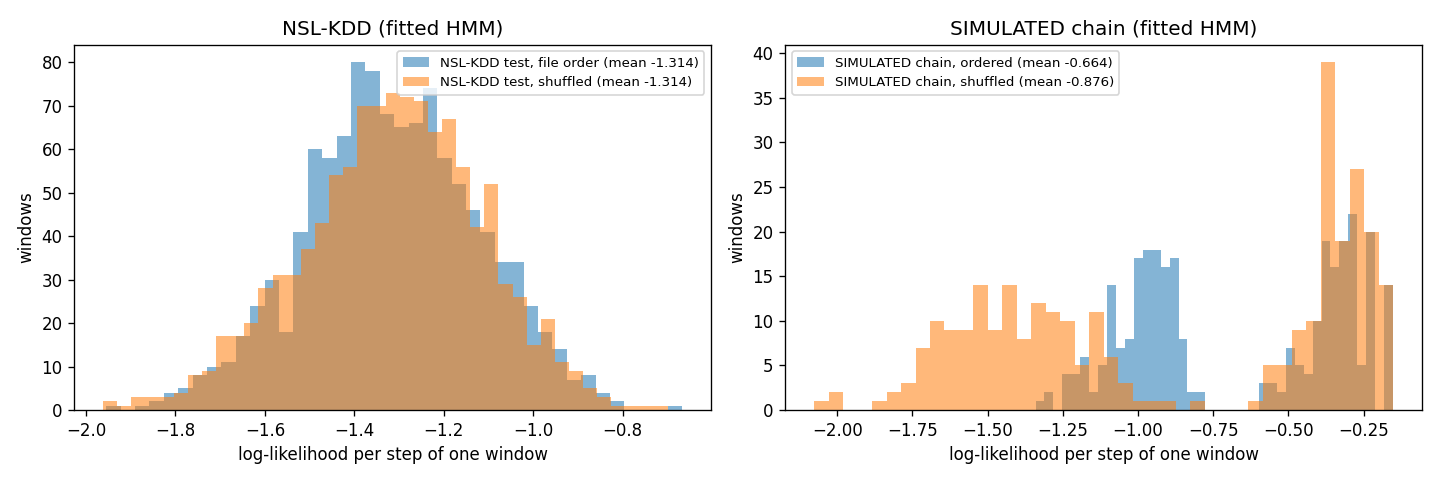 NSL-KDD (fitted HMM)
NSL-KDD test, file order (mean -1.314)
NSL-KDD test, shuffled (mean -1.314)
windows
80
70
60
50
40
30
20
10
0
−2.0 −1.8 −1.6 −1.4 −1.2 −1.0 −0.8
log-likelihood per step of one window
SIMULATED chain (fitted HMM)
SIMULATED chain, ordered (mean -0.664)
SIMULATED chain, shuffled (mean -0.876)
windows
40
35
30
25
20
15
10
5
0
−2.00 −1.75 −1.50 −1.25 −1.00 −0.75 −0.50 −0.25
log-likelihood per step of one window